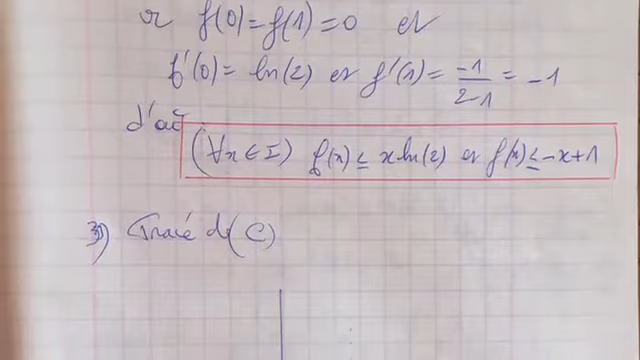 or f(0)=f(1)=0 et
f'(0)= ln(2) et f'(1)= -1/2-1 = -1
d'où
(∀x∈I) f(x)≤ x ln(2) et f(x)≤-x+1
3) Tracé de (C)